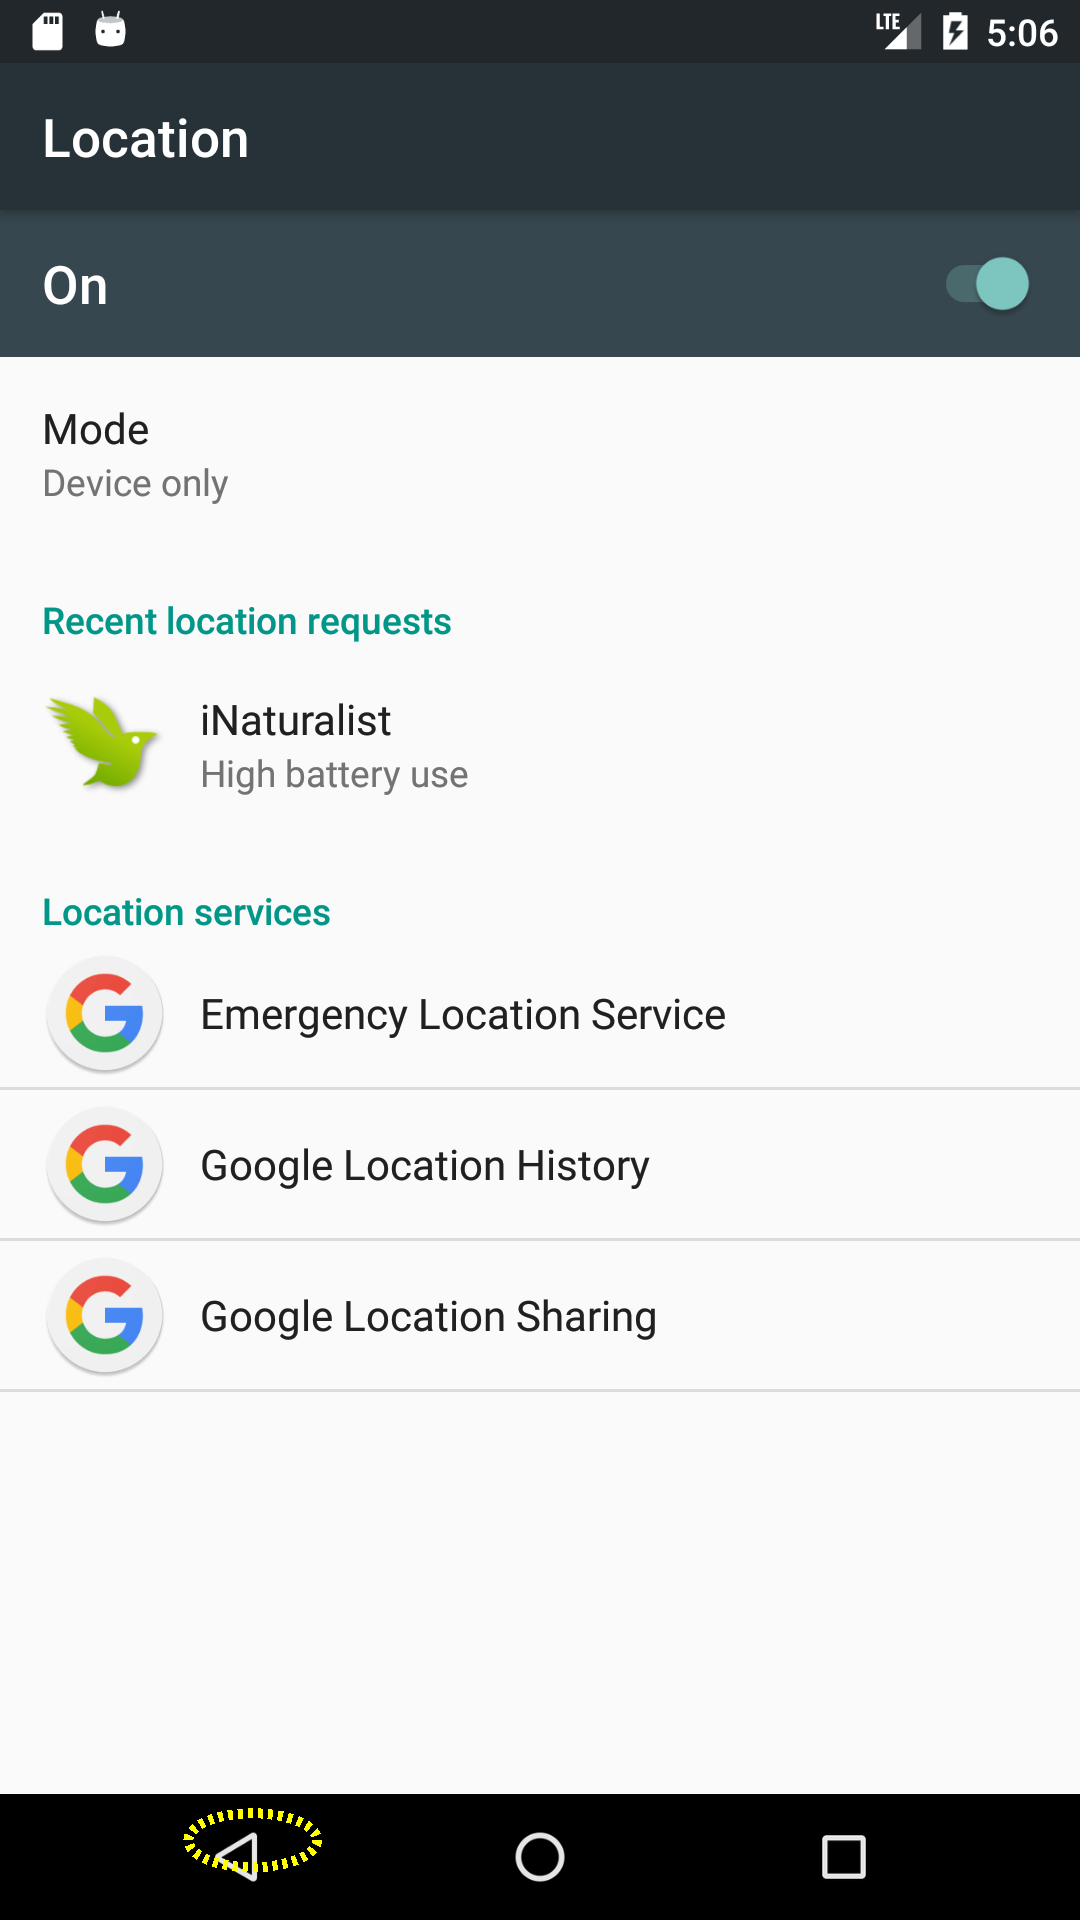 LTE 5:06
Location
On
Mode
Device only
Recent location requests
iNaturalist
High battery use
Location services
Emergency Location Service
Google Location History
Google Location Sharing